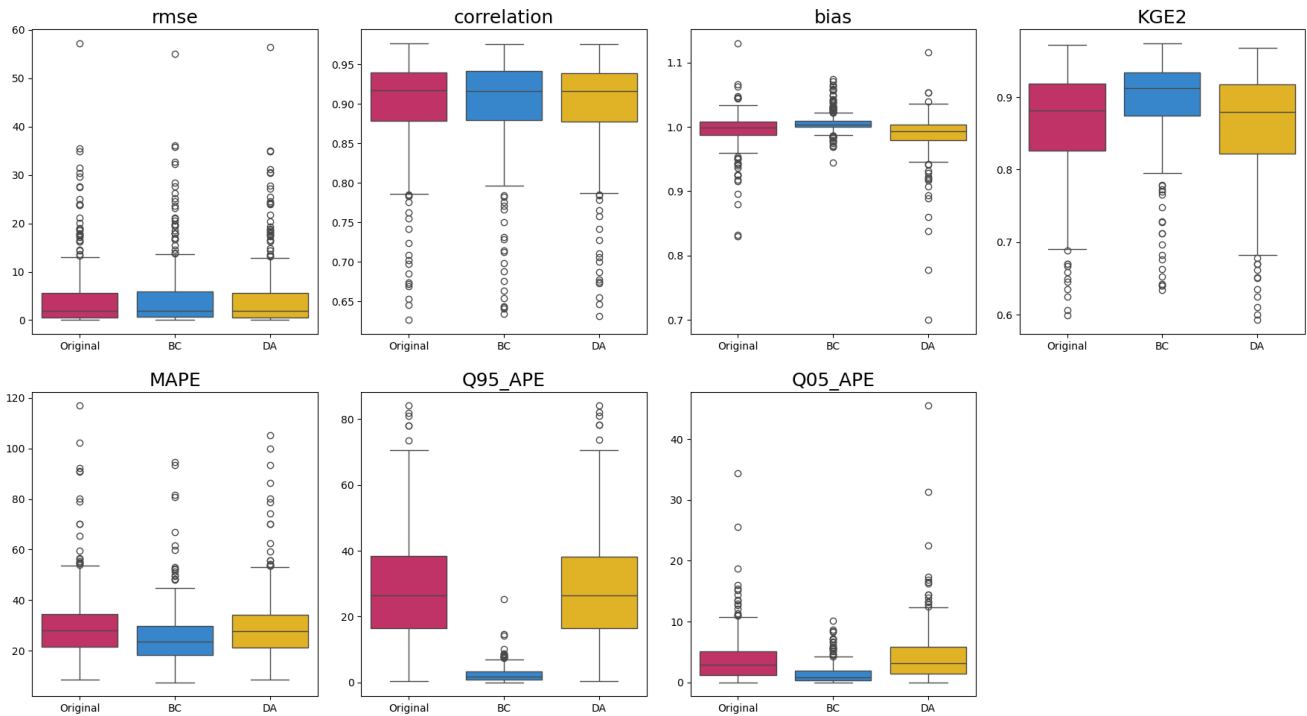 rmse
60
50
40
30
20
10
0
Original BC DA
correlation
0.95
0.90
0.85
0.80
0.75
0.70
0.65
Original BC DA
bias
1.1
1.0
0.9
0.8
0.7
Original BC DA
KGE2
0.9
0.8
0.7
0.6
Original BC DA
MAPE
120
100
80
60
40
20
Original BC DA
Q95_APE
80
60
40
20
0
Original BC DA
Q05_APE
40
30
20
10
0
Original BC DA